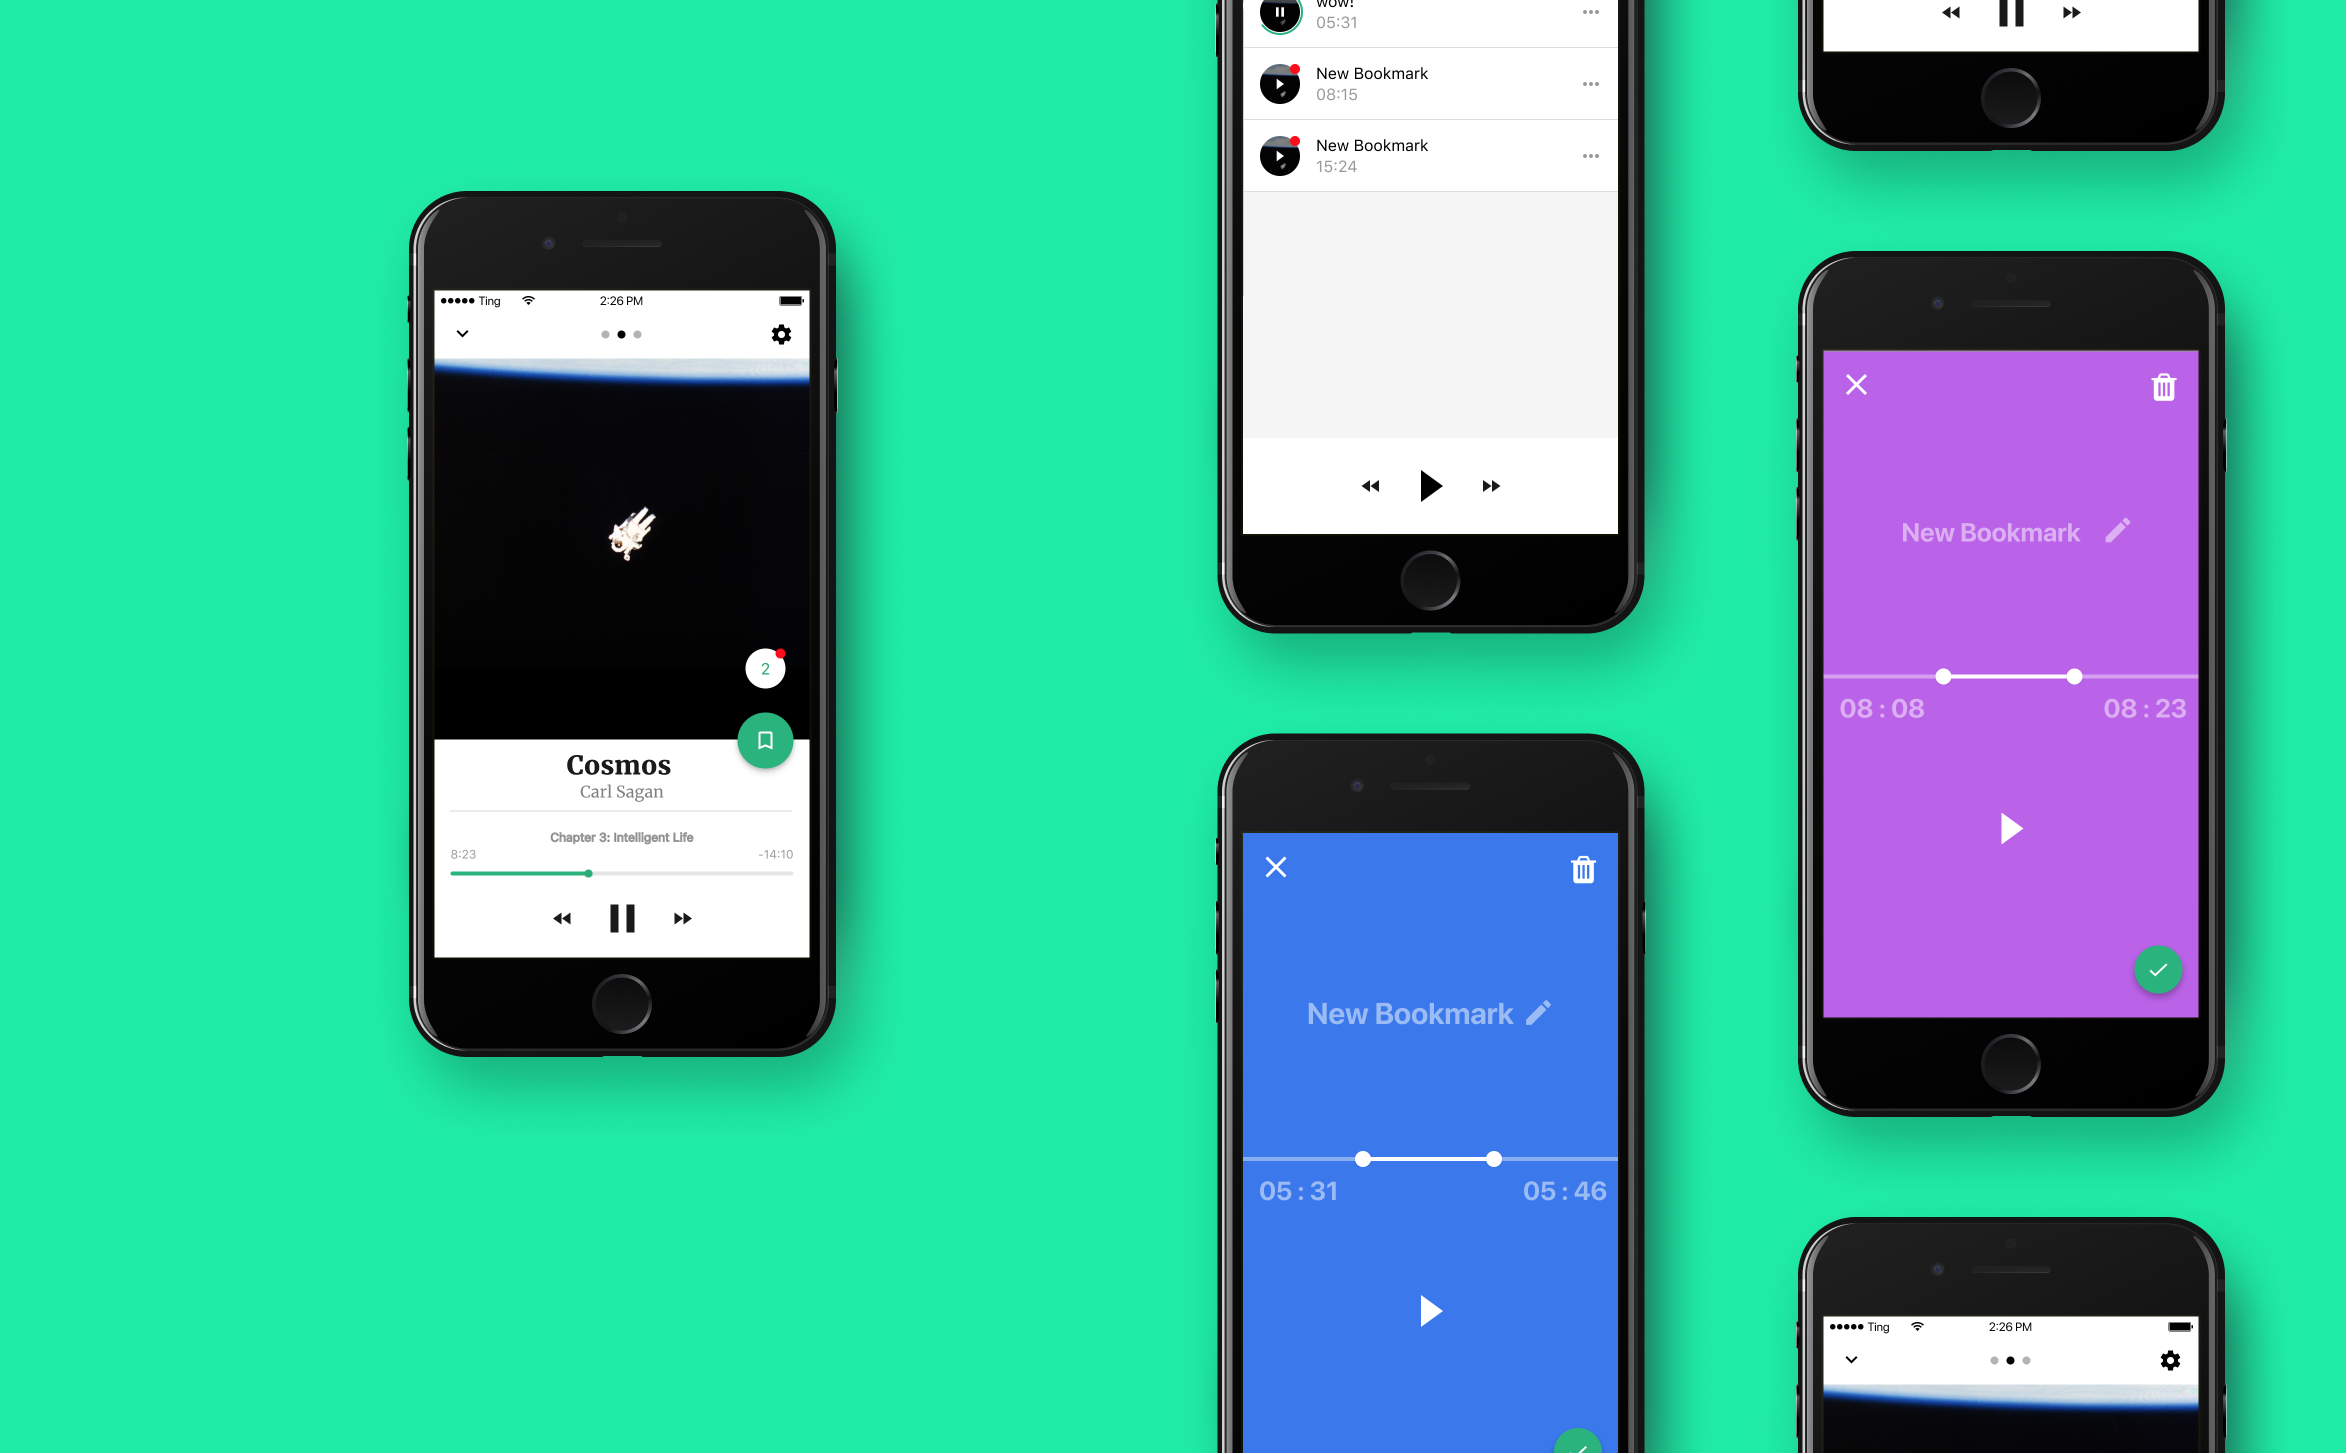 Ting 2:26 PM
2
Cosmos
Carl Sagan
Chapter 3: Intelligent Life
8:23 -14:10
wow!
05:31
New Bookmark
08:15
New Bookmark
15:24
New Bookmark
05 : 31 05 : 46
New Bookmark
08 : 08 08 : 23
Ting 2:26 PM